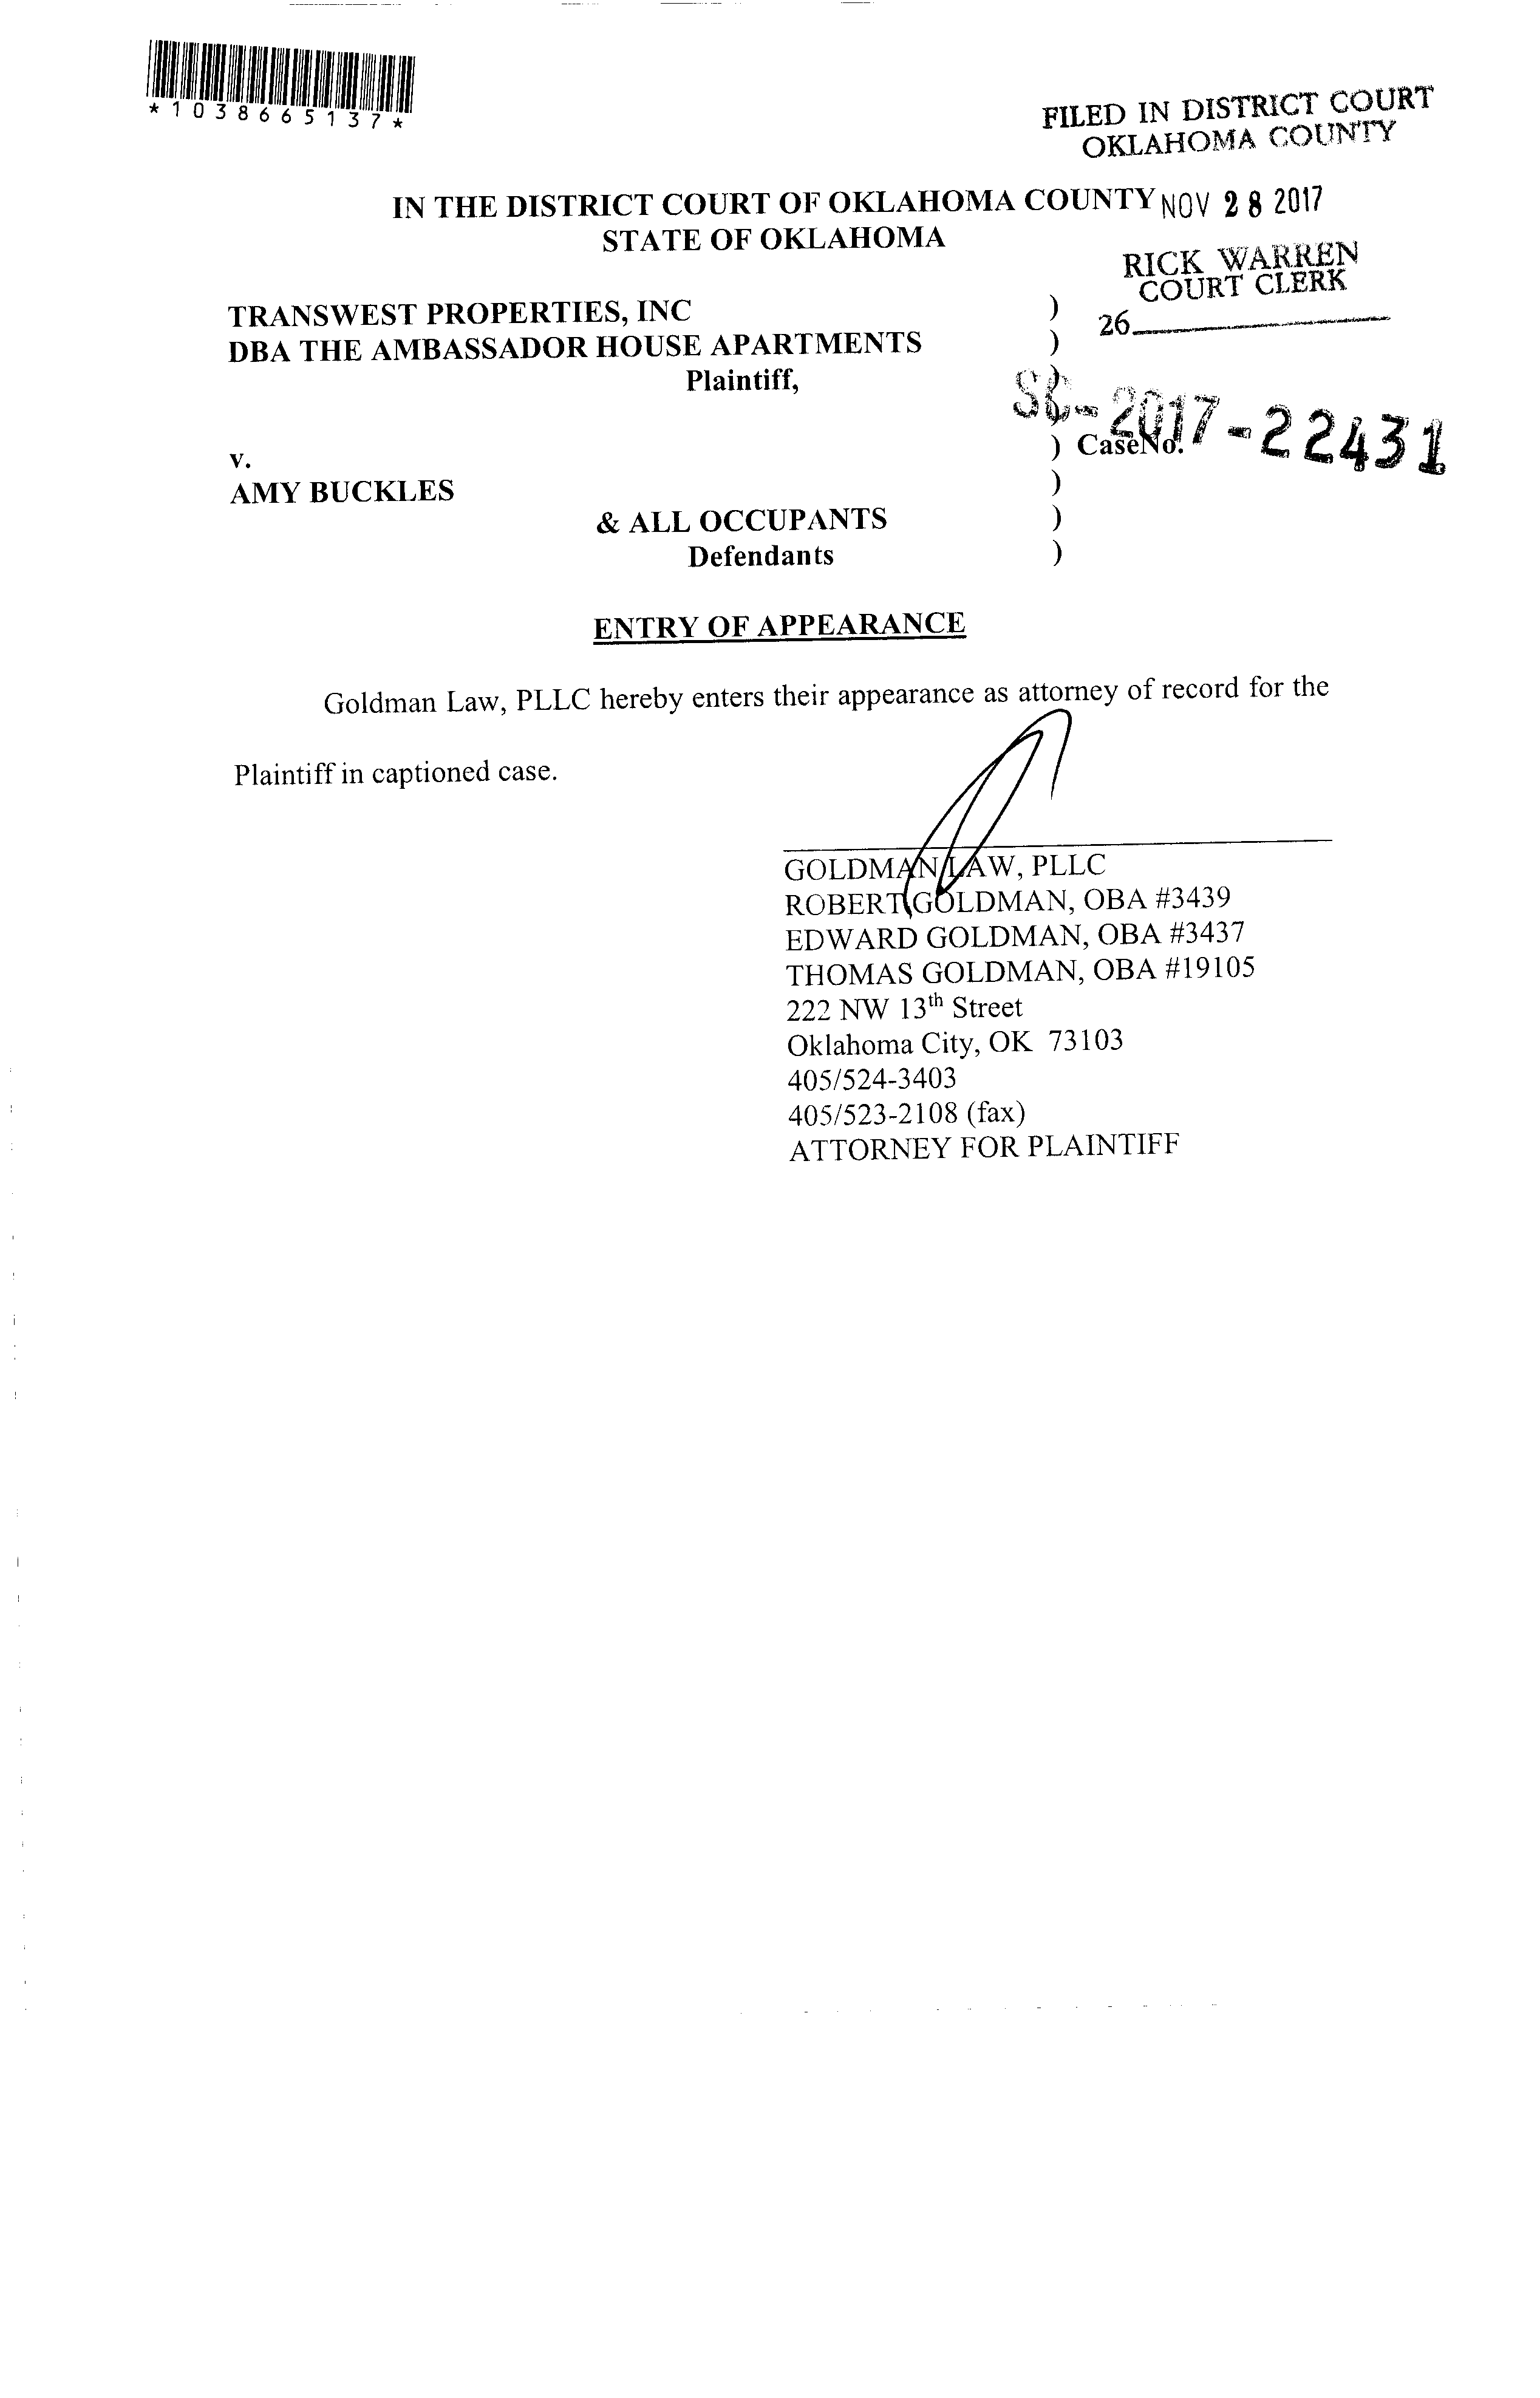 *1038665137*
FILED IN DISTRICT COURT
OKLAHOMA COUNTY
IN THE DISTRICT COURT OF OKLAHOMA COUNTY NOV 28 2017
STATE OF OKLAHOMA
RICK WARREN
COURT CLERK
26
TRANSWEST PROPERTIES, INC )
DBA THE AMBASSADOR HOUSE APARTMENTS )
Plaintiff, )
SC-2017-22431
v. ) CaseNo.
AMY BUCKLES )
& ALL OCCUPANTS )
Defendants )
ENTRY OF APPEARANCE
Goldman Law, PLLC hereby enters their appearance as attorney of record for the
Plaintiff in captioned case.
GOLDMAN LAW, PLLC
ROBERT GOLDMAN, OBA #3439
EDWARD GOLDMAN, OBA #3437
THOMAS GOLDMAN, OBA #19105
222 NW 13th Street
Oklahoma City, OK 73103
405/524-3403
405/523-2108 (fax)
ATTORNEY FOR PLAINTIFF